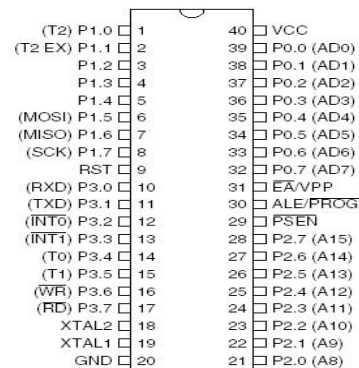 (T2) P1.0 1 40 VCC
(T2 EX) P1.1 2 39 P0.0 (AD0)
P1.2 3 38 P0.1 (AD1)
P1.3 4 37 P0.2 (AD2)
P1.4 5 36 P0.3 (AD3)
(MOSI) P1.5 6 35 P0.4 (AD4)
(MISO) P1.6 7 34 P0.5 (AD5)
(SCK) P1.7 8 33 P0.6 (AD6)
RST 9 32 P0.7 (AD7)
(RXD) P3.0 10 31 E̅A̅/VPP
(TXD) P3.1 11 30 ALE/P̅R̅O̅G̅
(I̅N̅T̅0̅) P3.2 12 29 P̅S̅E̅N̅
(I̅N̅T̅1̅) P3.3 13 28 P2.7 (A15)
(T0) P3.4 14 27 P2.6 (A14)
(T1) P3.5 15 26 P2.5 (A13)
(W̅R̅) P3.6 16 25 P2.4 (A12)
(R̅D̅) P3.7 17 24 P2.3 (A11)
XTAL2 18 23 P2.2 (A10)
XTAL1 19 22 P2.1 (A9)
GND 20 21 P2.0 (A8)